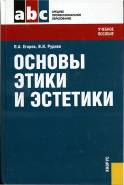 abc
СРЕДНЕЕ
ПРОФЕССИОНАЛЬНОЕ
ОБРАЗОВАНИЕ
УЧЕБНОЕ
ПОСОБИЕ
П.А. Егоров, В.Н. Руднев
ОСНОВЫ
ЭТИКИ
И ЭСТЕТИКИ
КНОРУС